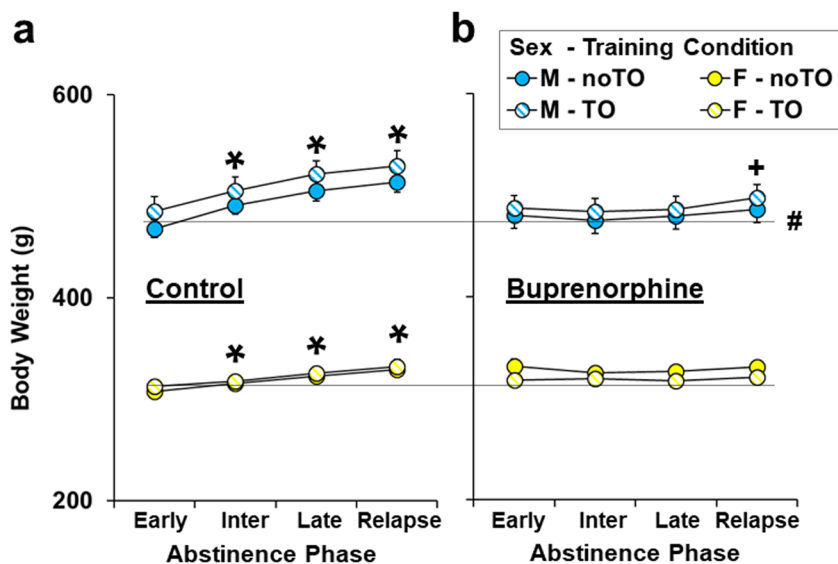 a
b
Sex - Training Condition
M - noTO
F - noTO
M - TO
F - TO
600
400
200
Body Weight (g)
* * *
+
#
Control
Buprenorphine
* * *
Early Inter Late Relapse
Early Inter Late Relapse
Abstinence Phase
Abstinence Phase